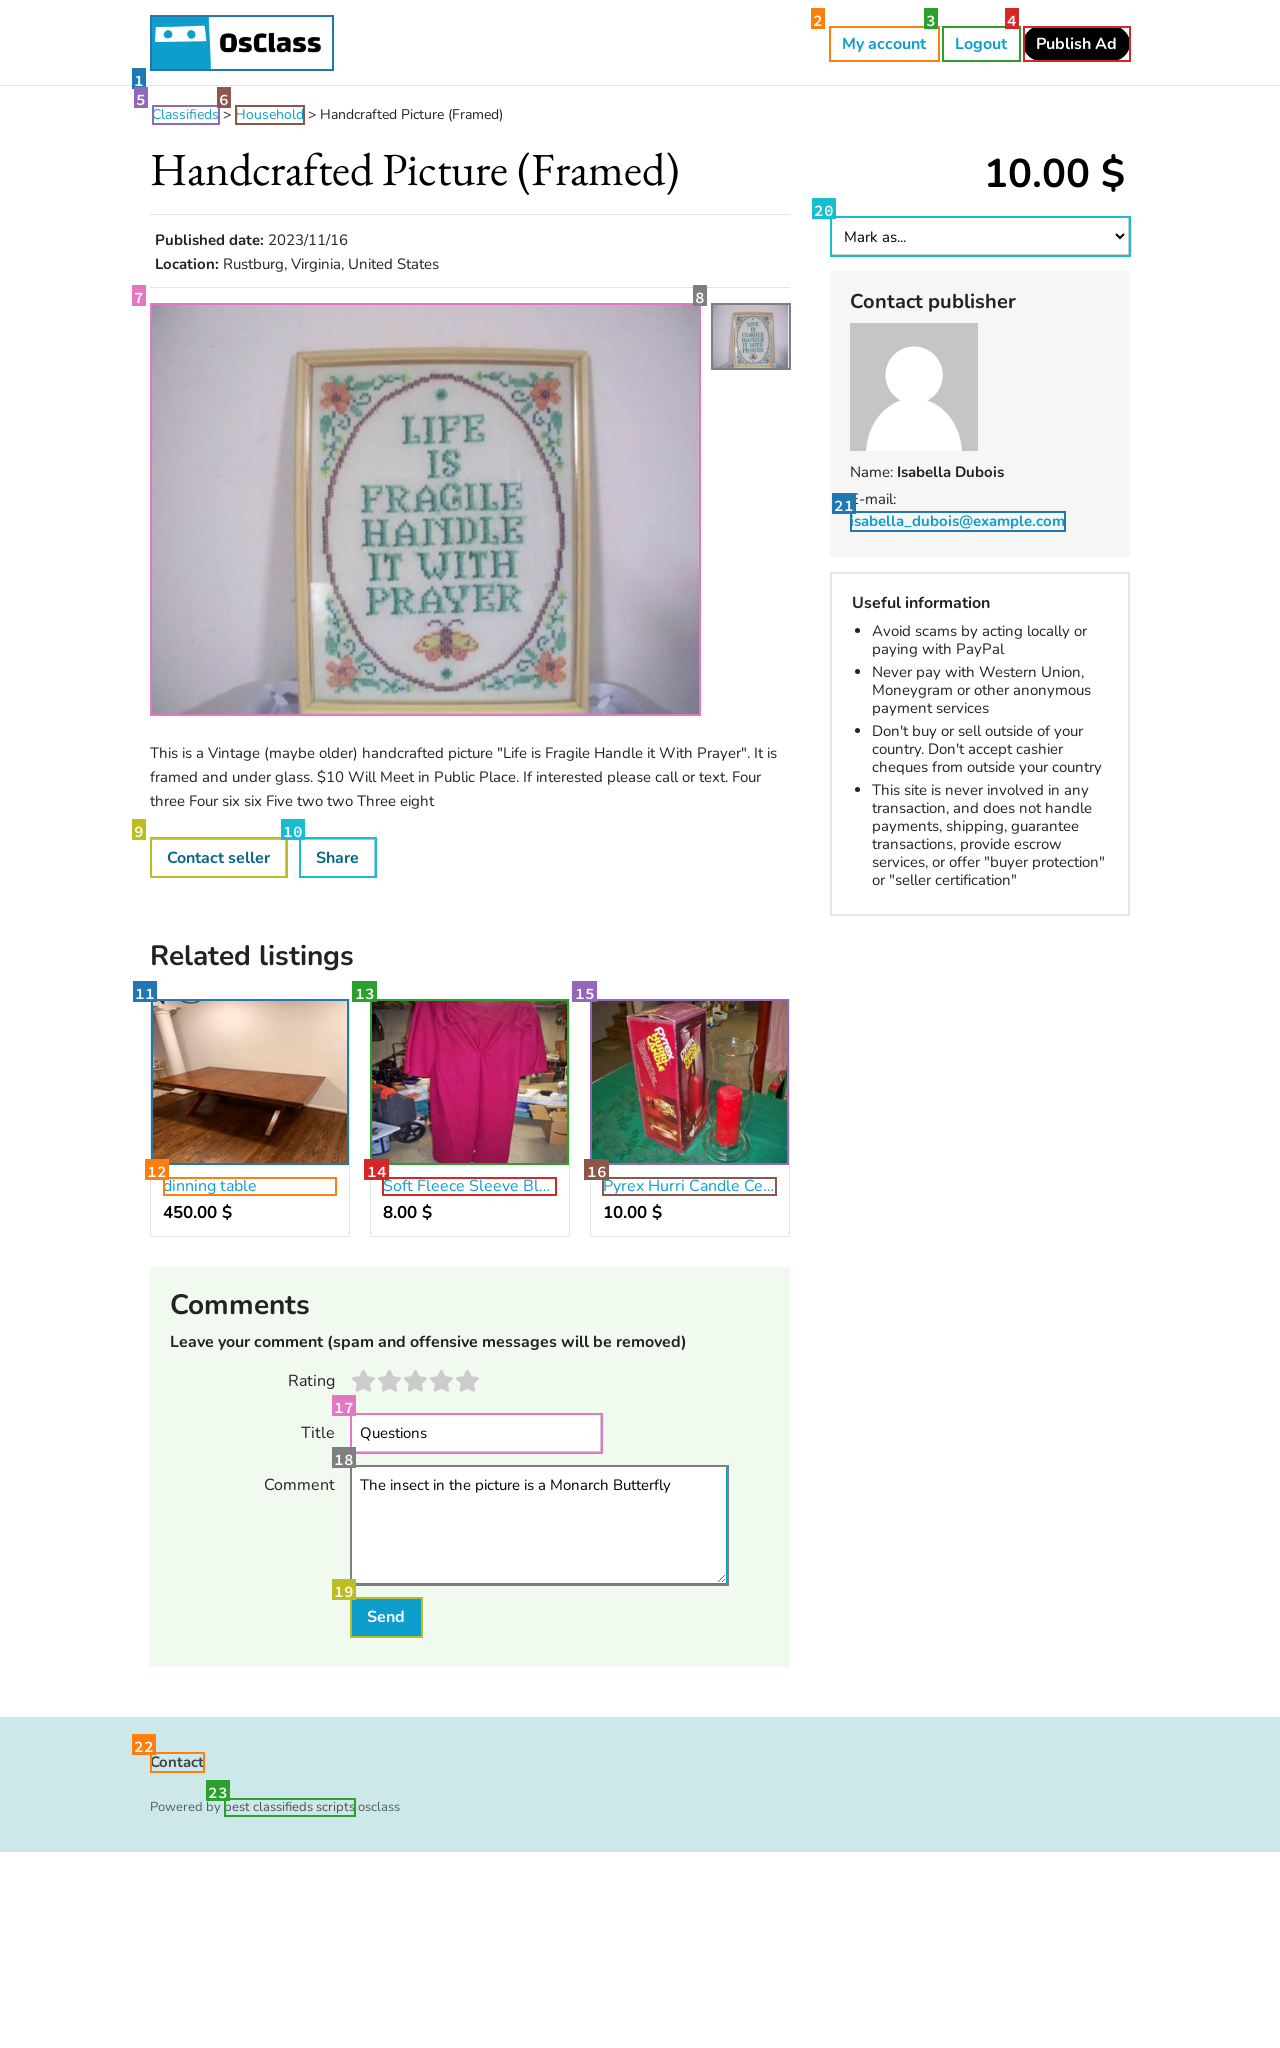 OsClass
2
My account
3
Logout
4
Publish Ad
1
5
Classifieds > 6 Household > Handcrafted Picture (Framed)
Handcrafted Picture (Framed)
10.00 $
Published date: 2023/11/16
Location: Rustburg, Virginia, United States
20
Mark as...
7
8
LIFE
IS
FRAGILE
HANDLE
IT WITH
PRAYER
Contact publisher
Name: Isabella Dubois
E-mail:
21
isabella_dubois@example.com
Useful information
Avoid scams by acting locally or
paying with PayPal
Never pay with Western Union,
Moneygram or other anonymous
payment services
Don't buy or sell outside of your
country. Don't accept cashier
cheques from outside your country
This site is never involved in any
transaction, and does not handle
payments, shipping, guarantee
transactions, provide escrow
services, or offer "buyer protection"
or "seller certification"
This is a Vintage (maybe older) handcrafted picture "Life is Fragile Handle it With Prayer". It is
framed and under glass. $10 Will Meet in Public Place. If interested please call or text. Four
three Four six six Five two two Three eight
9
Contact seller
10
Share
Related listings
11
13
15
PYREX
HURRI
CANDLE
12
dinning table
450.00 $
14
Soft Fleece Sleeve Bl...
8.00 $
16
Pyrex Hurri Candle Ce...
10.00 $
Comments
Leave your comment (spam and offensive messages will be removed)
Rating
17
Title
Questions
18
Comment
The insect in the picture is a Monarch Butterfly
19
Send
22
Contact
23
Powered by best classifieds scripts osclass